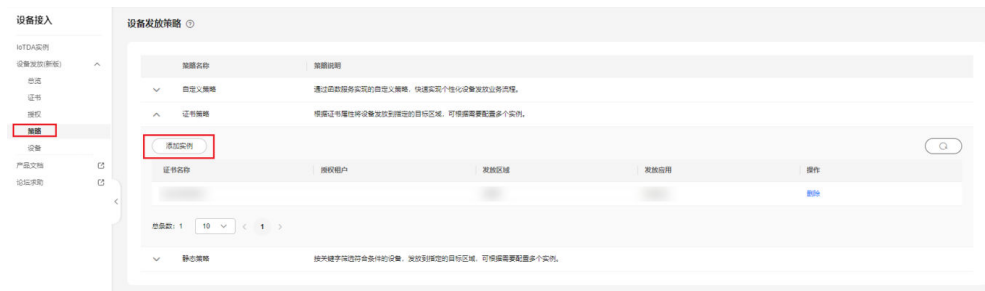 设备接入
IoTDA实例
设备发放(新版)
总览
证书
授权
策略
设备
产品文档
论坛求助
设备发放策略
策略名称 策略说明
自定义策略 通过函数服务实现的自定义策略，快速实现个性化设备发放业务流程。
证书策略 根据证书属性将设备发放到指定的目标区域，可根据需要配置多个实例。
添加实例
证书名称 授权租户 发放区域 发放应用 操作
删除
总条数：1 10 1
静态策略 按关键字筛选符合条件的设备，发放到指定的目标区域，可根据需要配置多个实例。